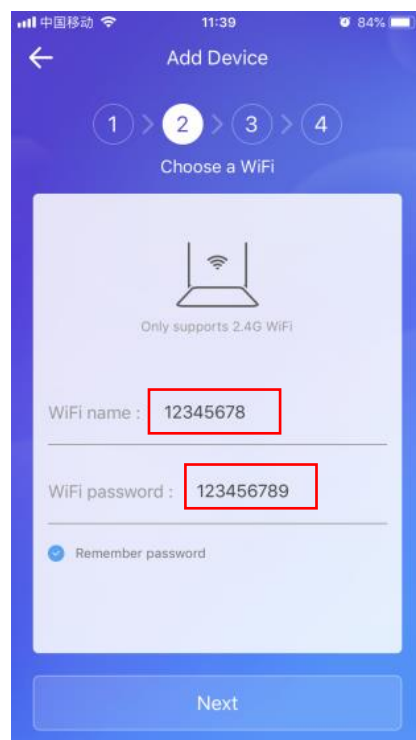 中国移动 11:39 84%
Add Device
1 > 2 > 3 > 4
Choose a WiFi
Only supports 2.4G WiFi
WiFi name : 12345678
WiFi password : 123456789
Remember password
Next